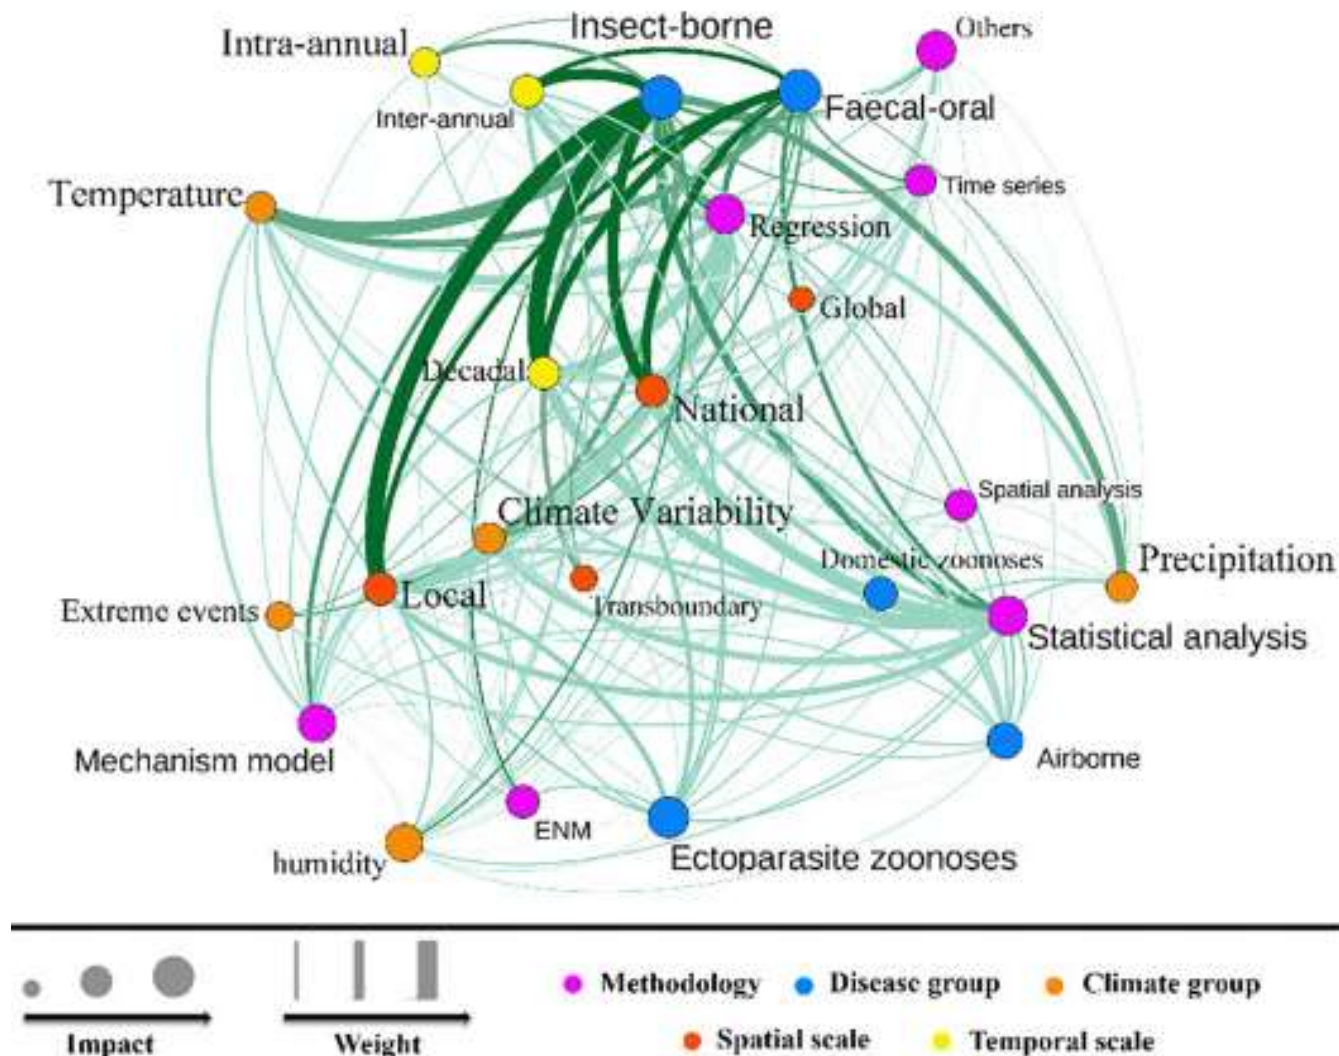 Insect-borne
Others
Intra-annual
Inter-annual
Faecal-oral
Temperature
Time series
Regression
Global
Decadal
National
Spatial analysis
Climate Variability
Domestic zoonoses
Precipitation
Local
Transboundary
Extreme events
Statistical analysis
Mechanism model
Airborne
ENM
humidity
Ectoparasite zoonoses
Methodology
Disease group
Climate group
Impact
Weight
Spatial scale
Temporal scale